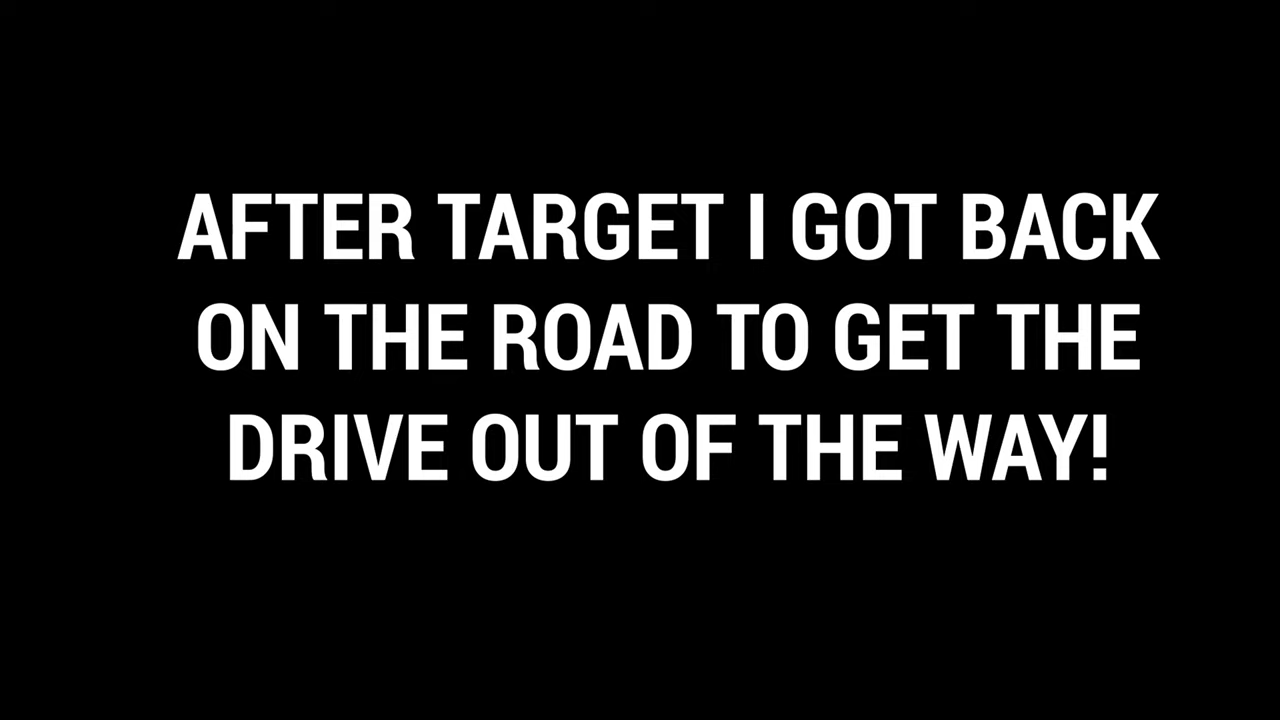 AFTER TARGET I GOT BACK
ON THE ROAD TO GET THE
DRIVE OUT OF THE WAY!